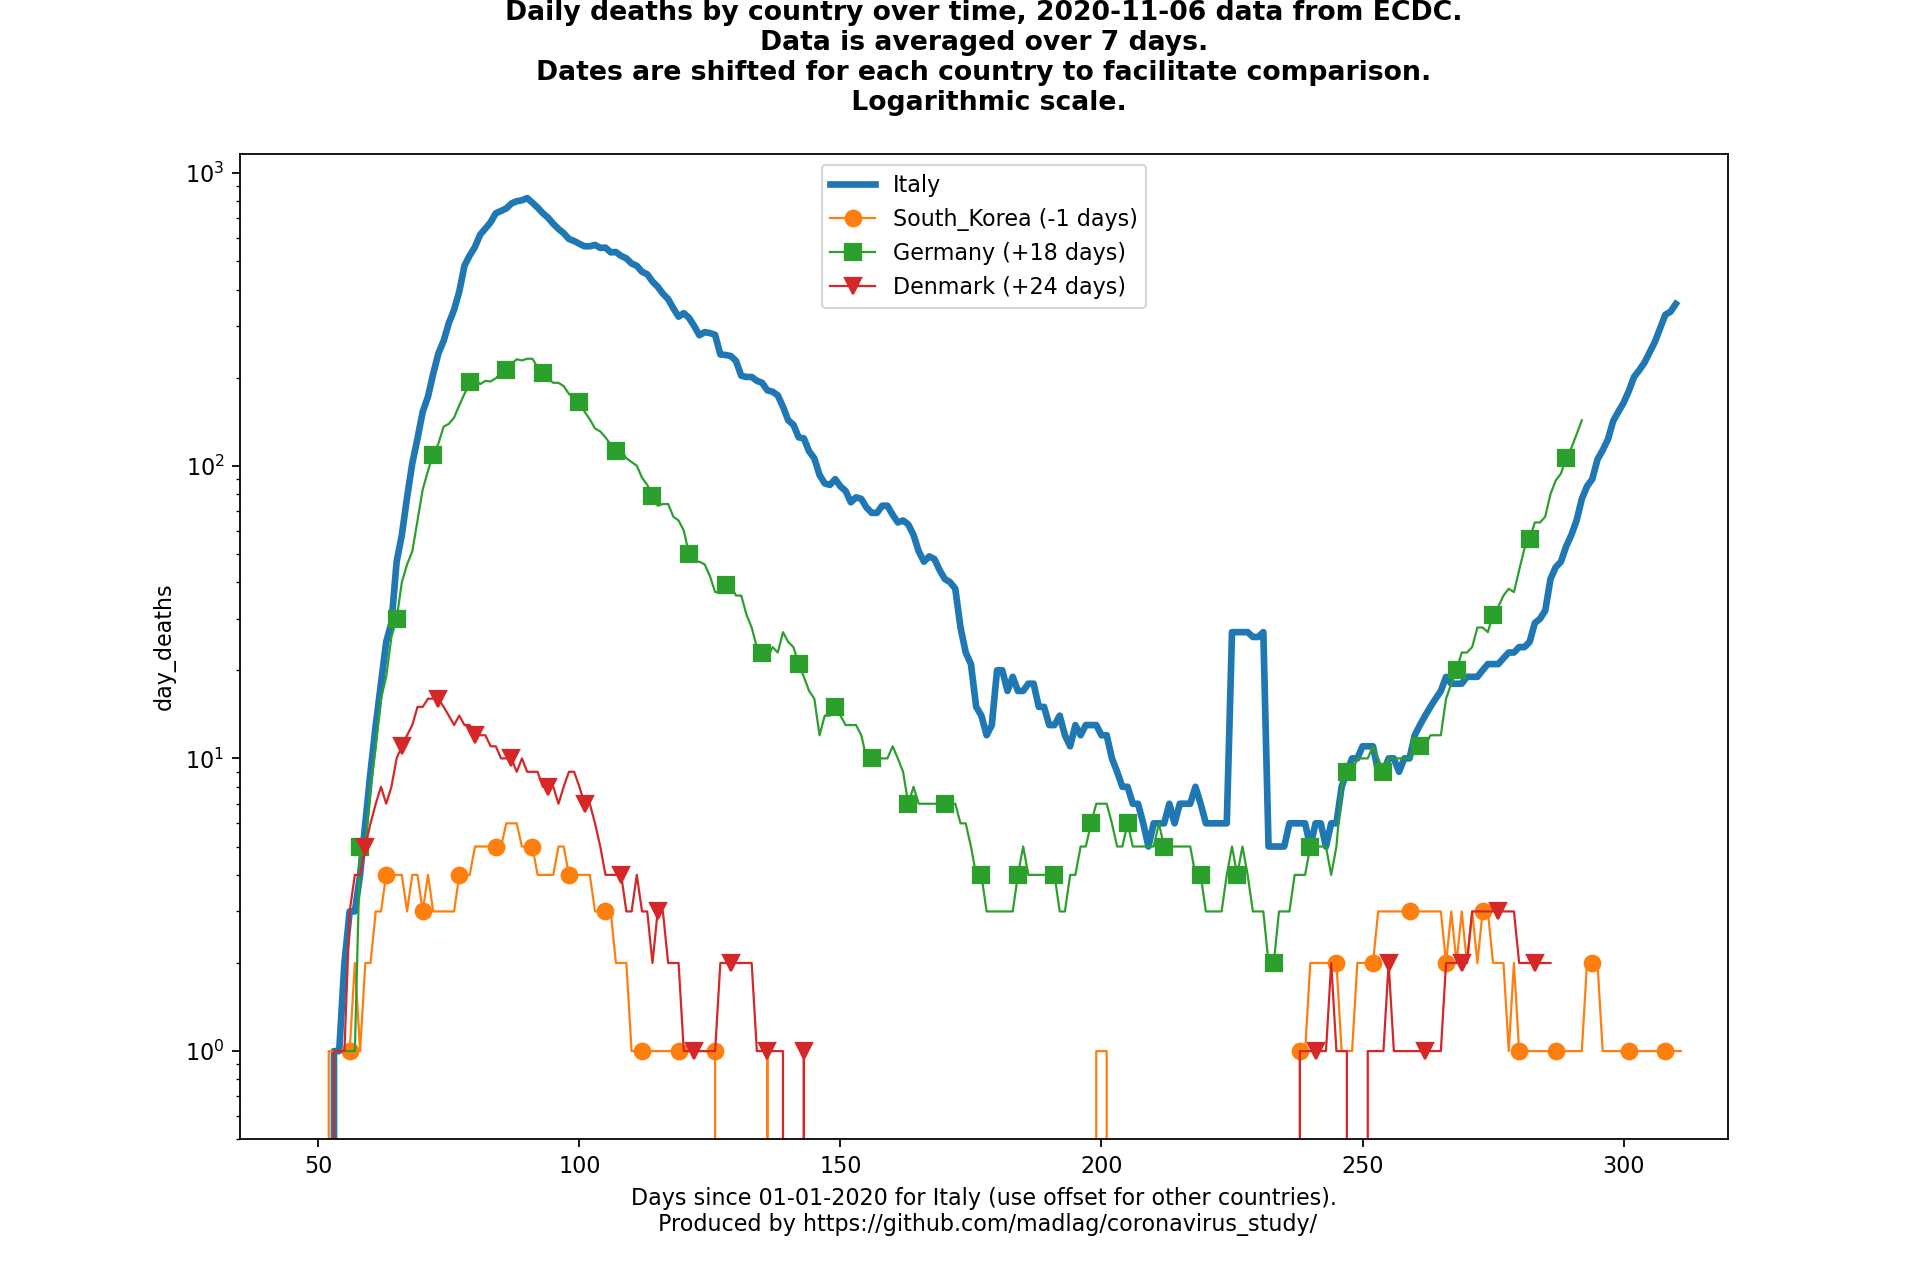 Daily deaths by country over time, 2020-11-06 data from ECDC.
Data is averaged over 7 days.
Dates are shifted for each country to facilitate comparison.
Logarithmic scale.
10³
Italy
South_Korea (-1 days)
Germany (+18 days)
Denmark (+24 days)
10²
day_deaths
10¹
10⁰
50 100 150 200 250 300
Days since 01-01-2020 for Italy (use offset for other countries).
Produced by https://github.com/madlag/coronavirus_study/